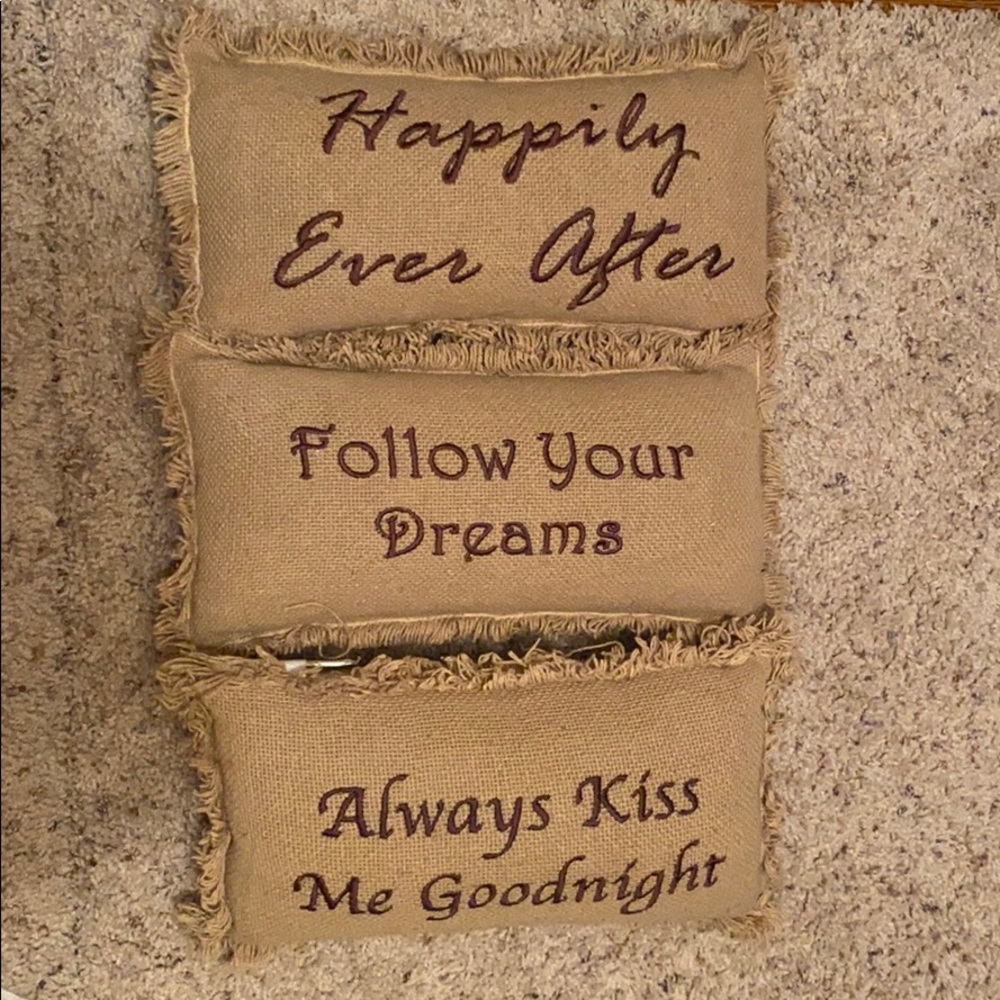 Happily
Ever After
Follow Your
Dreams
Always Kiss
Me Goodnight